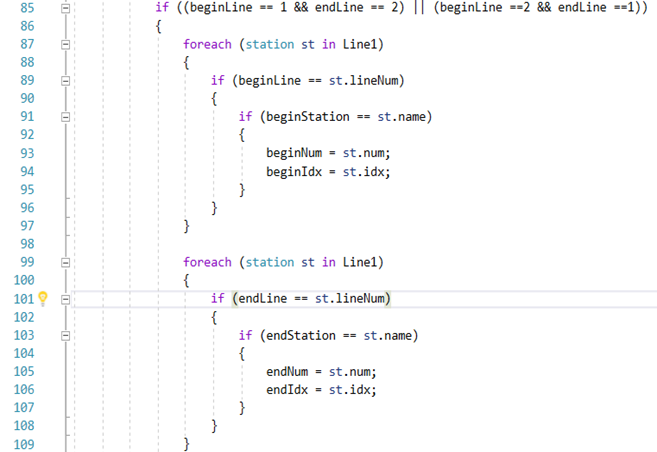 85 if ((beginLine == 1 && endLine == 2) || (beginLine ==2 && endLine ==1))
86 {
87 foreach (station st in Line1)
88 {
89 if (beginLine == st.lineNum)
90 {
91 if (beginStation == st.name)
92 {
93 beginNum = st.num;
94 beginIdx = st.idx;
95 }
96 }
97 }
98
99 foreach (station st in Line1)
100 {
101 if (endLine == st.lineNum)
102 {
103 if (endStation == st.name)
104 {
105 endNum = st.num;
106 endIdx = st.idx;
107 }
108 }
109 }